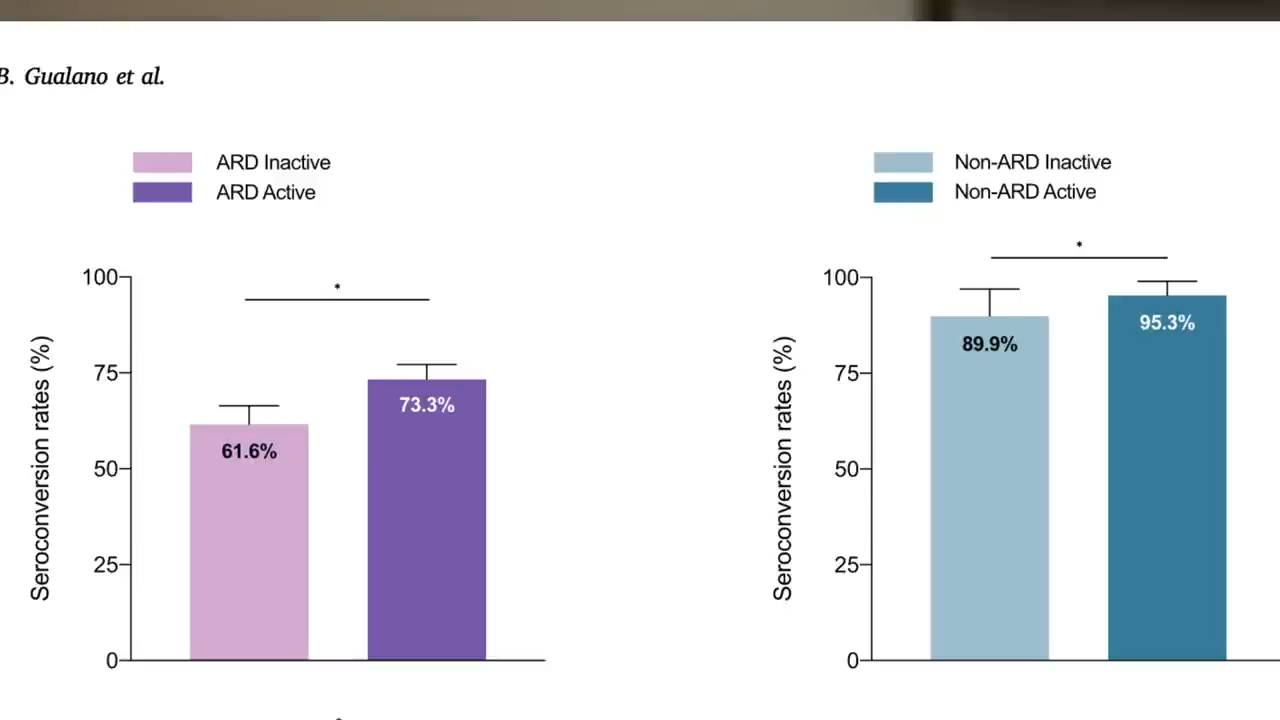 B. Gualano et al.
ARD Inactive
ARD Active
*
Seroconversion rates (%)
100
75
50
25
0
61.6%
73.3%
Non-ARD Inactive
Non-ARD Active
*
Seroconversion rates (%)
100
75
50
25
0
89.9%
95.3%